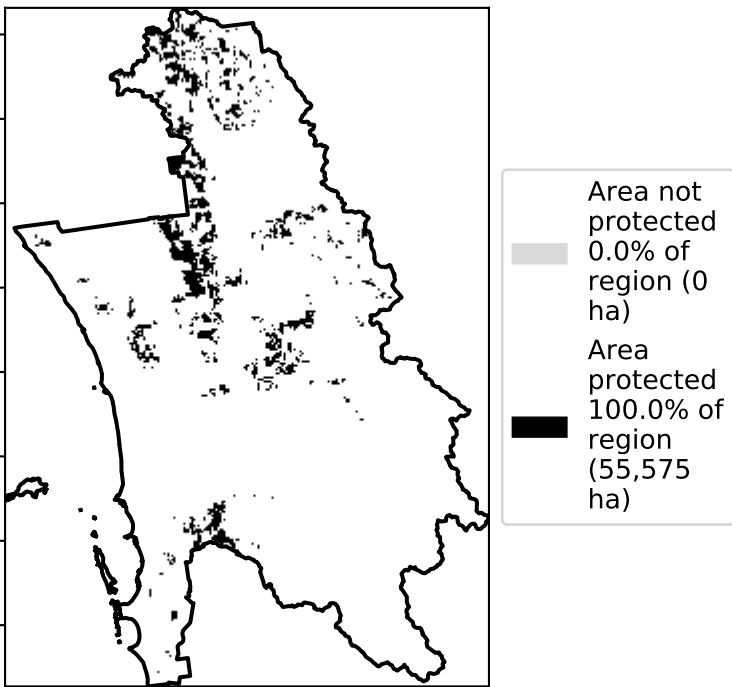 Area not
protected
0.0% of
region (0
ha)
Area
protected
100.0% of
region
(55,575
ha)